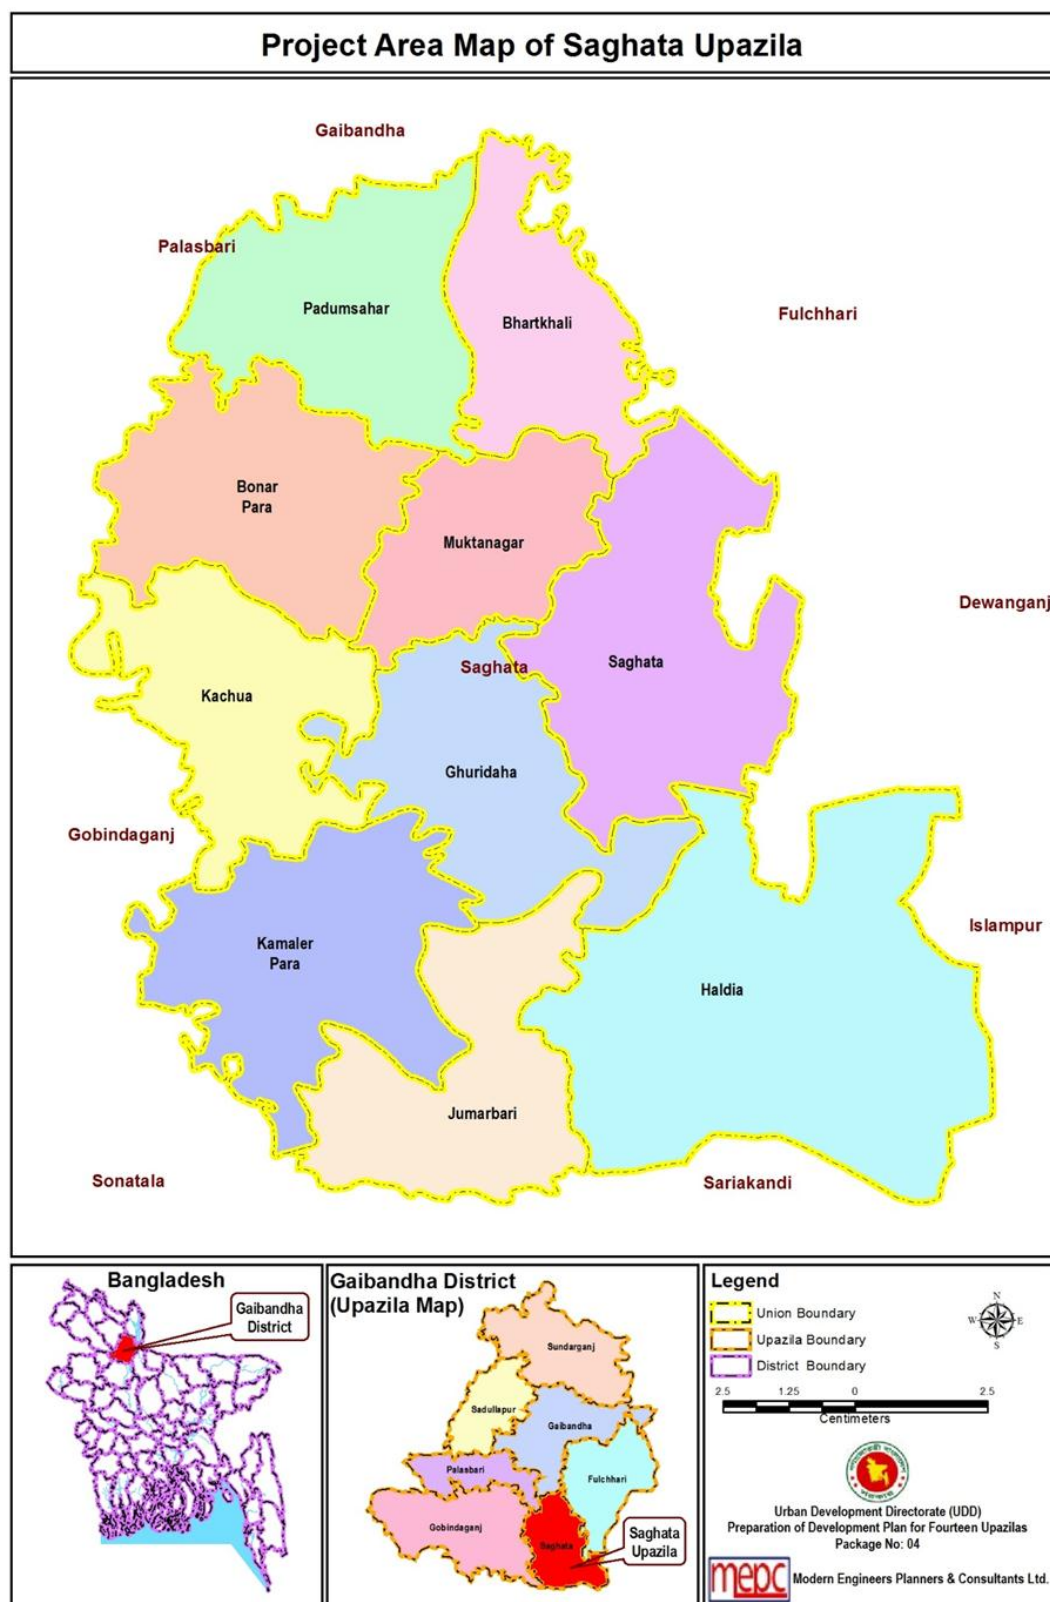 Project Area Map of Saghata Upazila
Gaibandha
Palasbari
Padumsahar
Bhartkhali
Fulchhari
Bonar
Para
Muktanagar
Dewanganj
Saghata
Saghata
Kachua
Ghuridaha
Gobindaganj
Islampur
Kamaler
Para
Haldia
Jumarbari
Sonatala
Sariakandi
Bangladesh
Gaibandha
District
Gaibandha District
(Upazila Map)
Sundarganj
Sadullapur
Gaibandha
Palasbari
Fulchhari
Gobindaganj
Saghata
Saghata
Upazila
Legend
Union Boundary
Upazila Boundary
District Boundary
N
W
E
S
2.5 1.25 0 2.5
Centimeters
Urban Development Directorate (UDD)
Preparation of Development Plan for Fourteen Upazilas
Package No: 04
mepc
Modern Engineers Planners & Consultants Ltd.